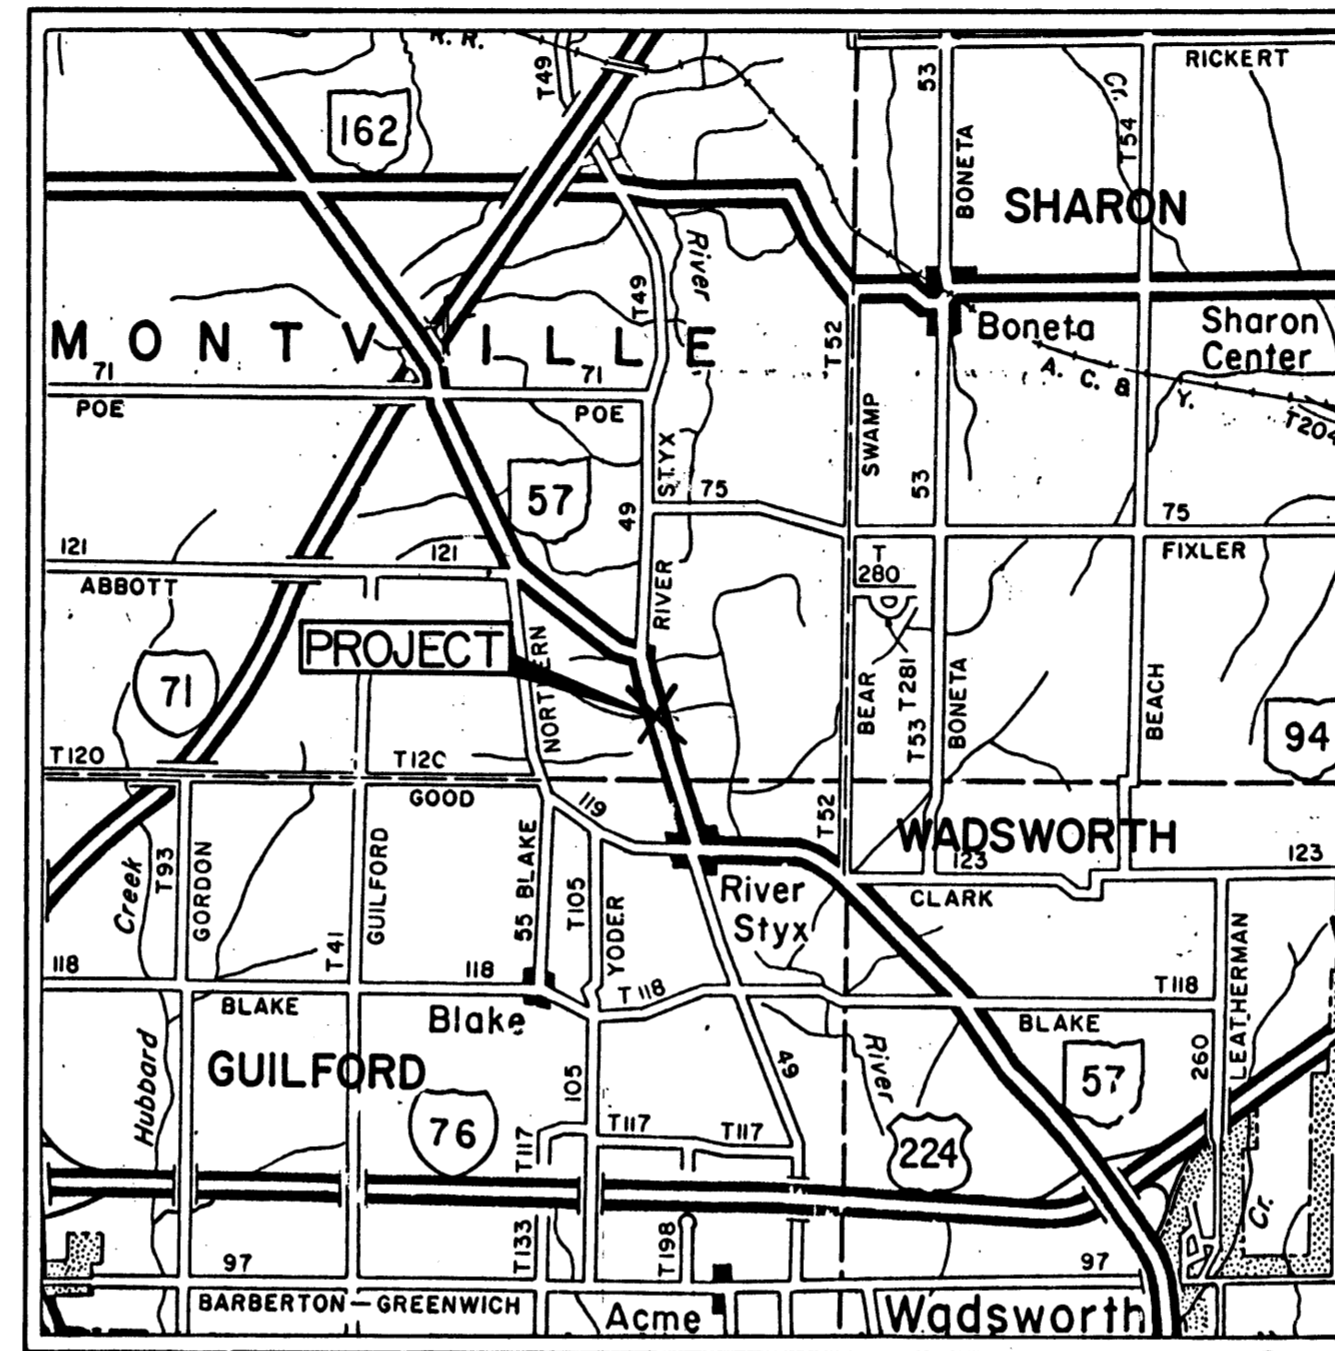 R. R.
T49
53
RICKERT
Cr.
162
T54
BONETA
SHARON
River
T49
MONTVILLE
T52
Boneta
Sharon
Center
71
71
A. C. & Y.
POE
POE
SWAMP
T204
STYX
57
75
53
49
75
121
121
FIXLER
ABBOTT
T
280
RIVER
PROJECT
NORTHERN
71
BEAR
T281
BONETA
BEACH
T53
94
T120
T12C
GOOD
119
T52
WADSWORTH
123
123
Creek
T93
GORDON
GUILFORD
55 BLAKE
T105
YODER
River
Styx
CLARK
LEATHERMAN
T41
118
118
T118
T118
BLAKE
Blake
BLAKE
Hubbard
GUILFORD
49
River
57
260
105
76
T117
T117
T117
224
Cr.
T133
T198
97
97
BARBERTON—GREENWICH
Acme
Wadsworth